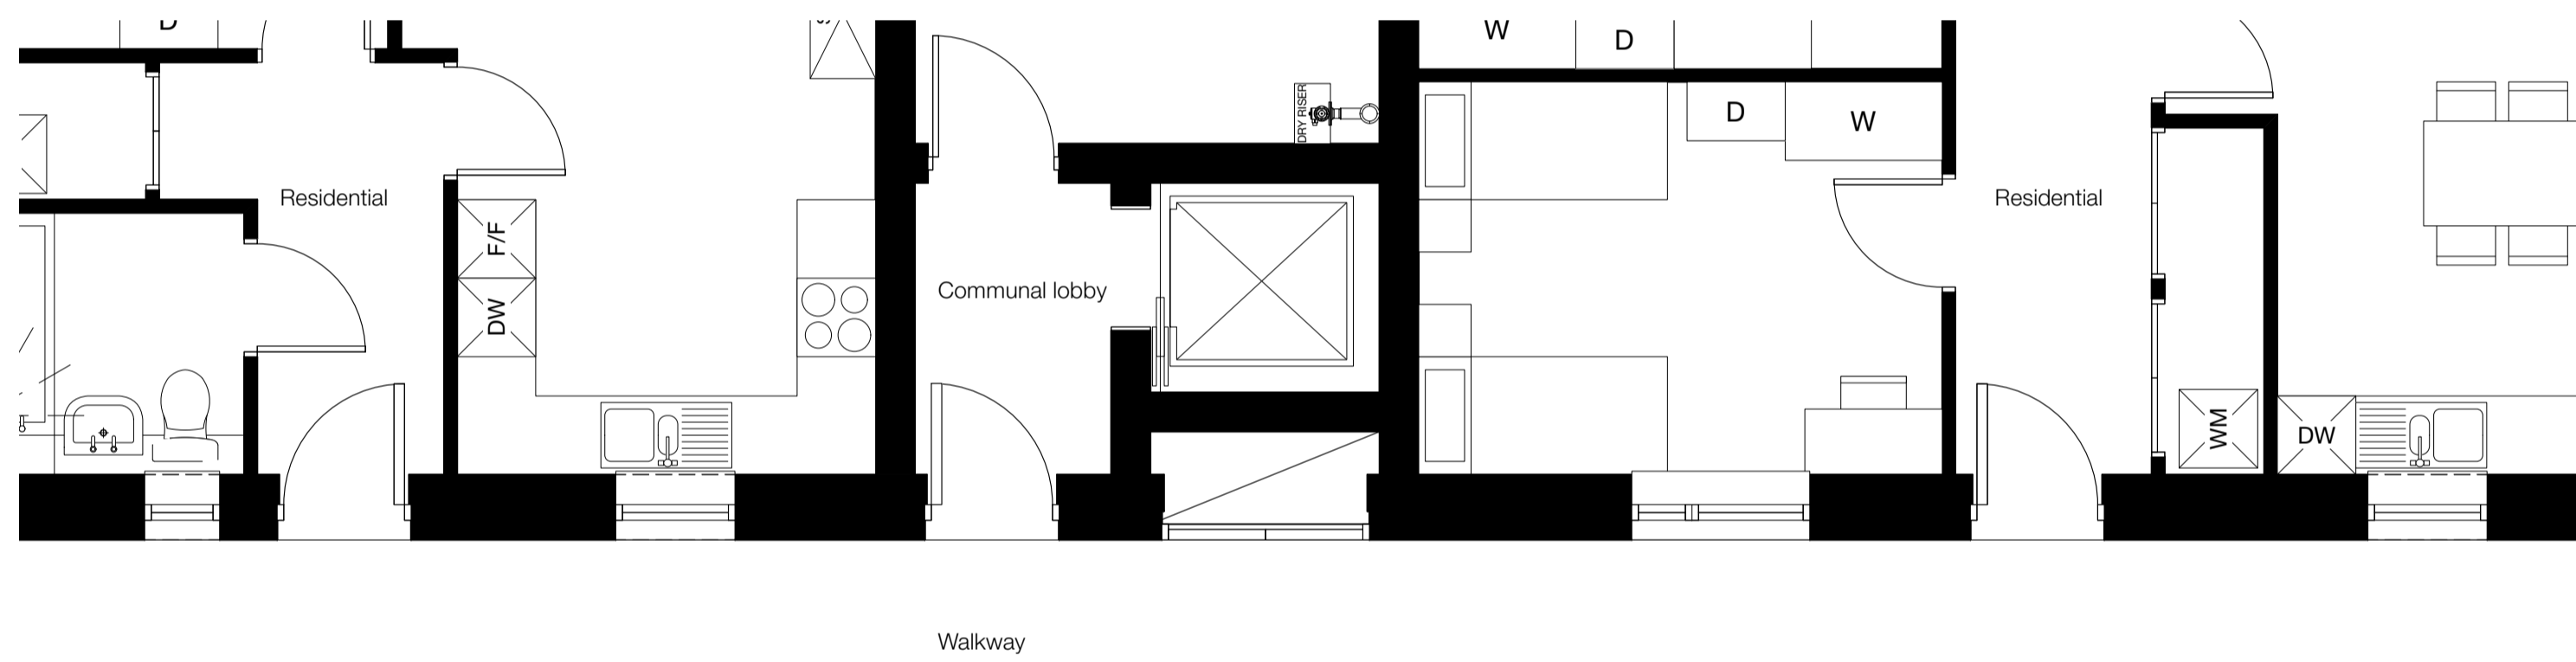 D
W
D
D
W
DRY RISER
Residential
Residential
F/F
Communal lobby
DW
WM
DW
Walkway